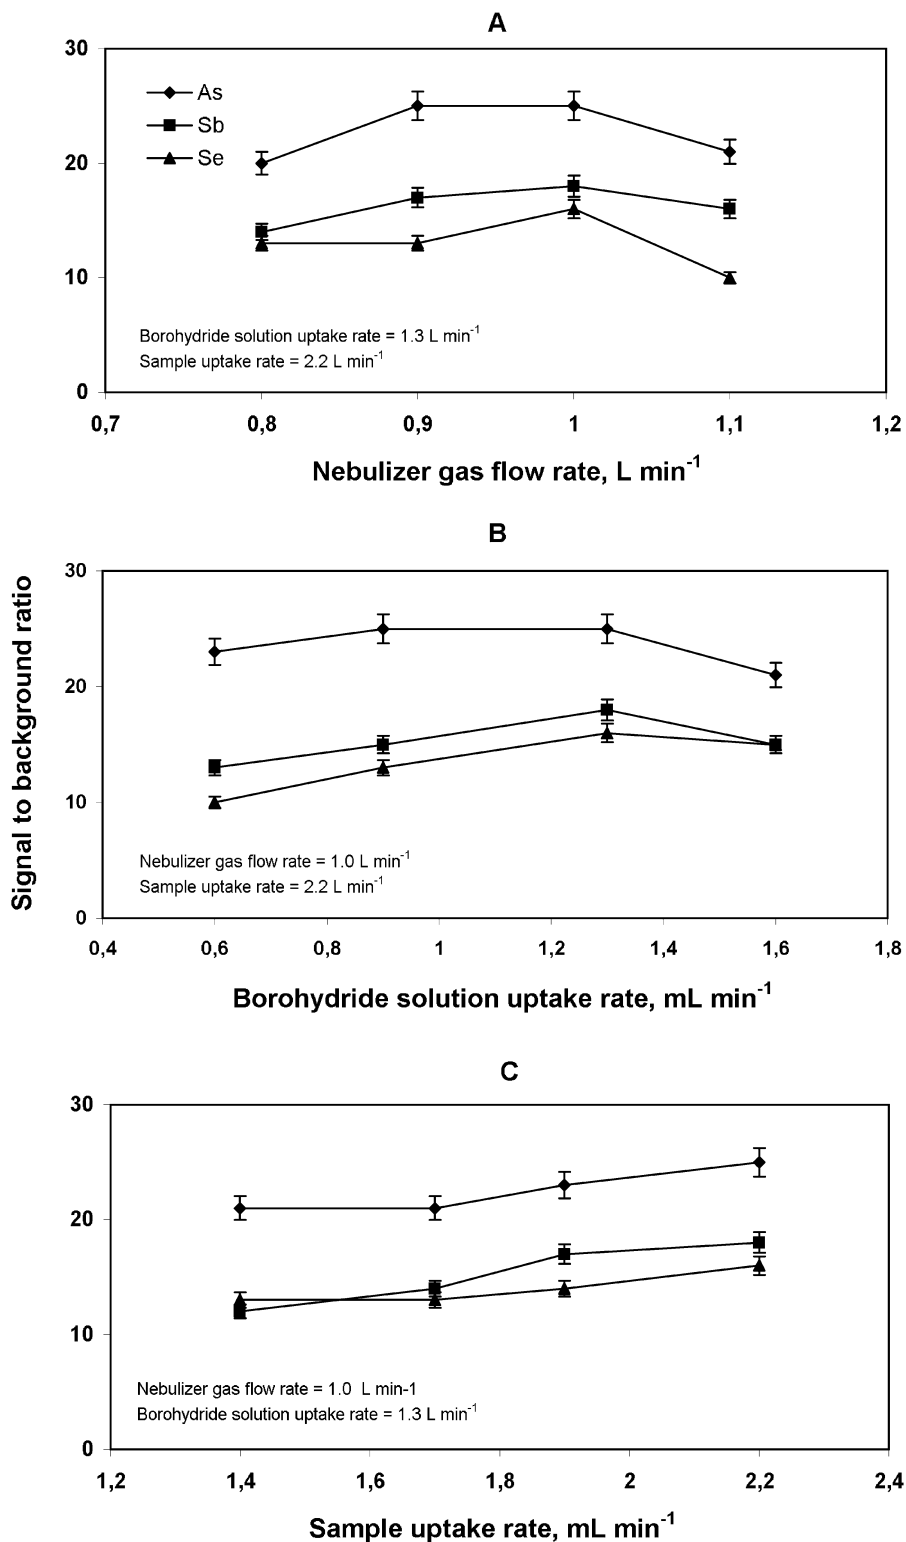 A
30
As
Sb
Se
20
10
Borohydride solution uptake rate = 1.3 L min⁻¹
Sample uptake rate = 2.2 L min⁻¹
0
0,7 0,8 0,9 1 1,1 1,2
Nebulizer gas flow rate, L min⁻¹
B
Signal to background ratio
30
20
10
Nebulizer gas flow rate = 1.0 L min⁻¹
Sample uptake rate = 2.2 L min⁻¹
0
0,4 0,6 0,8 1 1,2 1,4 1,6 1,8
Borohydride solution uptake rate, mL min⁻¹
C
30
20
10
Nebulizer gas flow rate = 1.0 L min-1
Borohydride solution uptake rate = 1.3 L min⁻¹
0
1,2 1,4 1,6 1,8 2 2,2 2,4
Sample uptake rate, mL min⁻¹